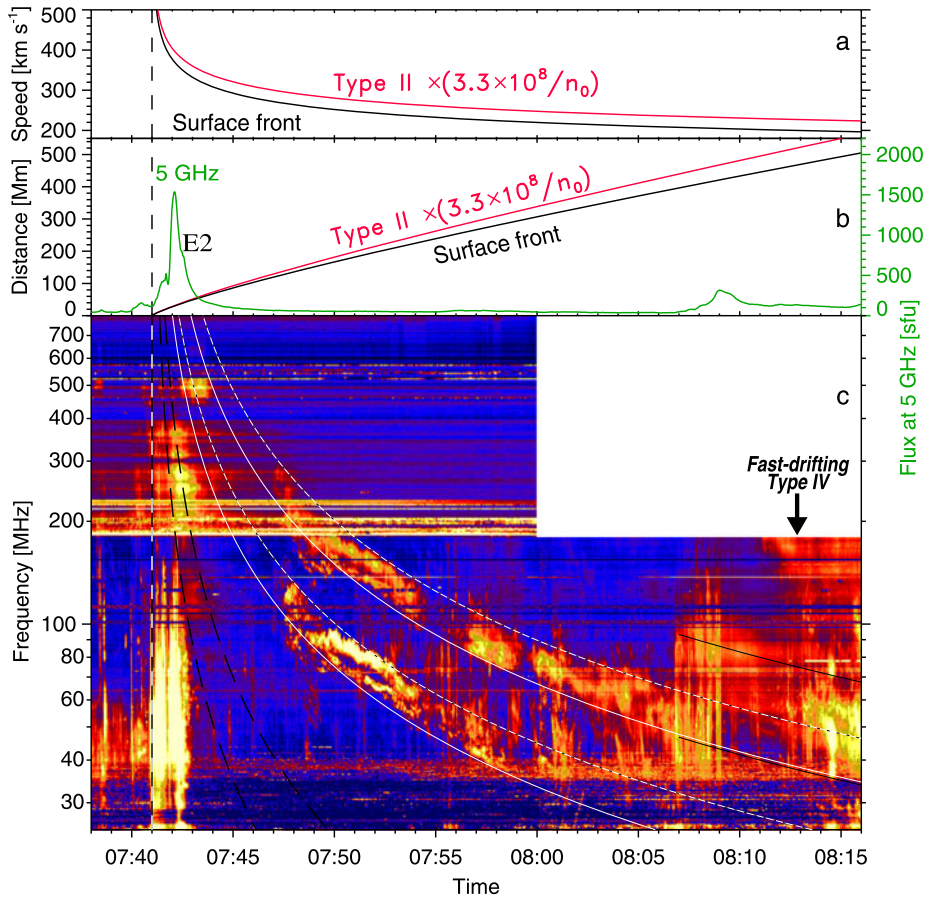 Speed [km s⁻¹]
500
400
300
200
a
Type II ×(3.3×10⁸/n₀)
Surface front
Distance [Mm]
500
400
300
200
100
0
b
5 GHz
E2
Type II ×(3.3×10⁸/n₀)
Surface front
2000
1500
1000
500
0
Flux at 5 GHz [sfu]
Frequency [MHz]
700
600
500
400
300
200
100
80
60
40
30
c
Fast-drifting
Type IV
07:40
07:45
07:50
07:55
08:00
08:05
08:10
08:15
Time